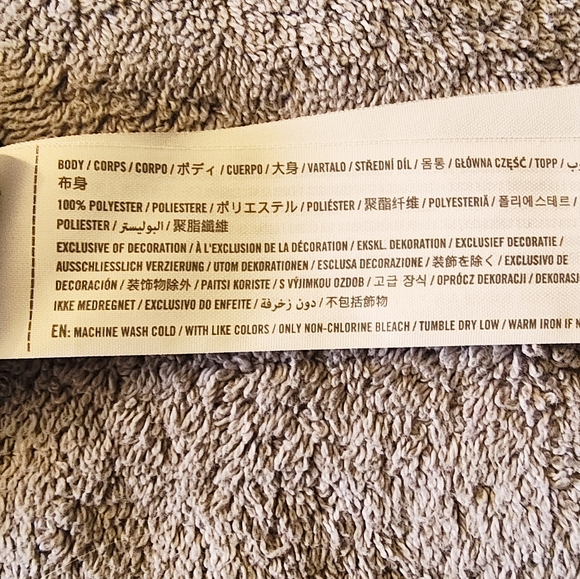 BODY / CORPS / CORPO / ボディ / CUERPO / 大身 / VARTALO / STŘEDNÍ DÍL / 몸통 / GŁÓWNA CZĘŚĆ / TOPP /
布身
100% POLYESTER / POLIESTERE / ポリエステル / POLIÉSTER / 聚酯纤维 / POLYESTERIÄ / 폴리에스테르 /
POLIESTER / البوليستر / 聚脂纖維
EXCLUSIVE OF DECORATION / À L'EXCLUSION DE LA DÉCORATION / EKSKL. DEKORATION / EXCLUSIEF DECORATIE /
AUSSCHLIESSLICH VERZIERUNG / UTOM DEKORATIONEN / ESCLUSA DECORAZIONE / 装飾を除く / EXCLUSIVO DE
DECORACIÓN / 装饰物除外 / PAITSI KORISTE / S VÝJIMKOU OZDOB / 고급 장식 / OPRÓCZ DEKORACJI /
IKKE MEDREGNET / EXCLUSIVO DO ENFEITE / دون زخرفة / 不包括飾物
EN: MACHINE WASH COLD / WITH LIKE COLORS / ONLY NON-CHLORINE BLEACH / TUMBLE DRY LOW / WARM IRON IF